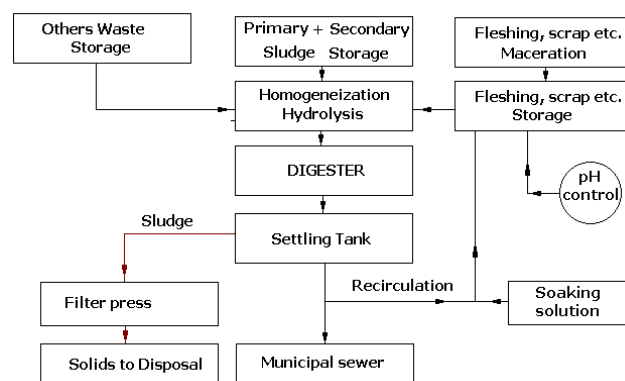 Others Waste
Storage
Primary + Secondary
Sludge Storage
Fleshing, scrap etc.
Maceration
Homogeneization
Hydrolysis
Fleshing, scrap etc.
Storage
DIGESTER
pH
control
Sludge
Settling Tank
Recirculation
Filter press
Soaking
solution
Solids to Disposal
Municipal sewer